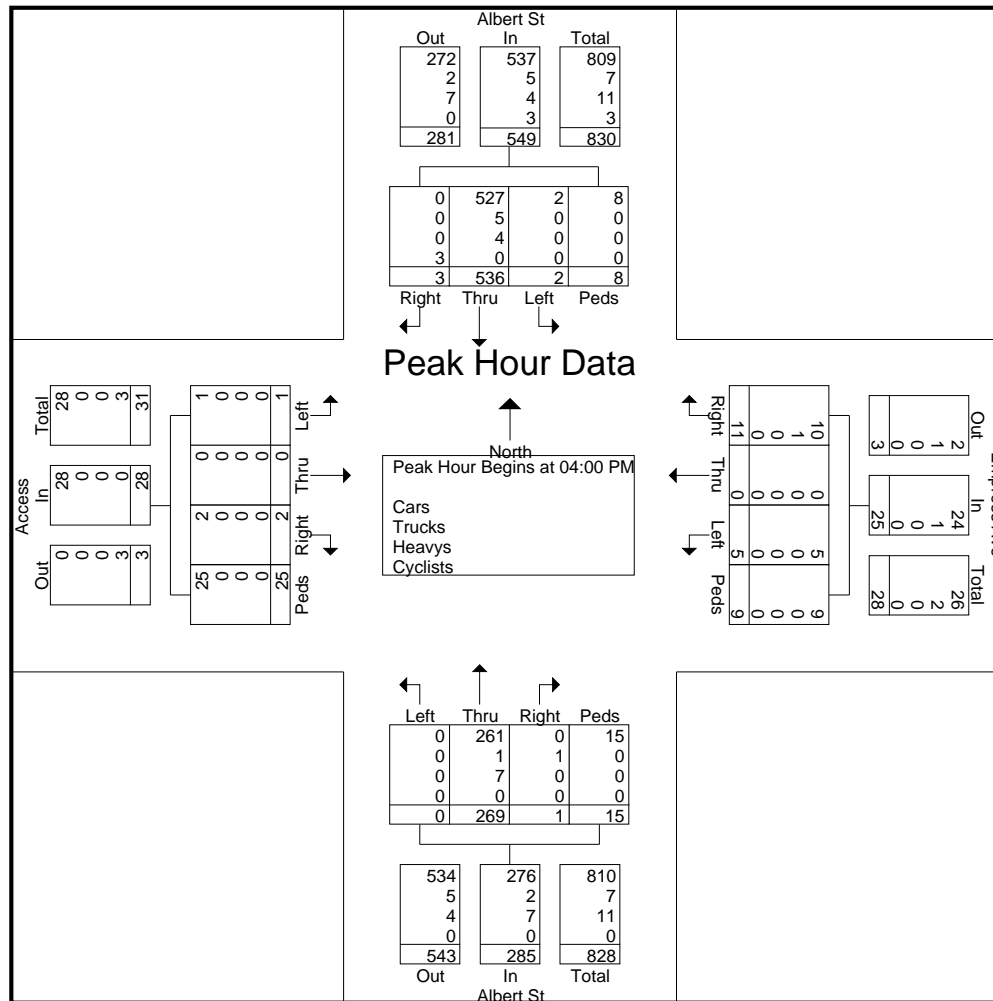 Albert St
Out In Total
272 537 809
2 5 7
7 4 11
0 3 3
281 549 830
0 527 2 8
0 5 0 0
0 4 0 0
3 0 0 0
3 536 2 8
Right Thru Left Peds
Peak Hour Data
North
Peak Hour Begins at 04:00 PM
Cars
Trucks
Heavys
Cyclists
Access
Total In Out
28 28 0
0 0 0
0 0 0
3 0 3
31 28 3
Left Thru Right Peds
1 0 2 25
0 0 0 0
0 0 0 0
0 0 0 0
1 0 2 25
Right Thru Left Peds
10 0 5 9
1 0 0 0
0 0 0 0
0 0 0 0
11 0 5 9
Out In Total
2 24 26
1 1 2
0 0 0
0 0 0
3 25 28
Left Thru Right Peds
0 261 0 15
0 1 1 0
0 7 0 0
0 0 0 0
0 269 1 15
534 276 810
5 2 7
4 7 11
0 0 0
543 285 828
Out In Total
Albert St